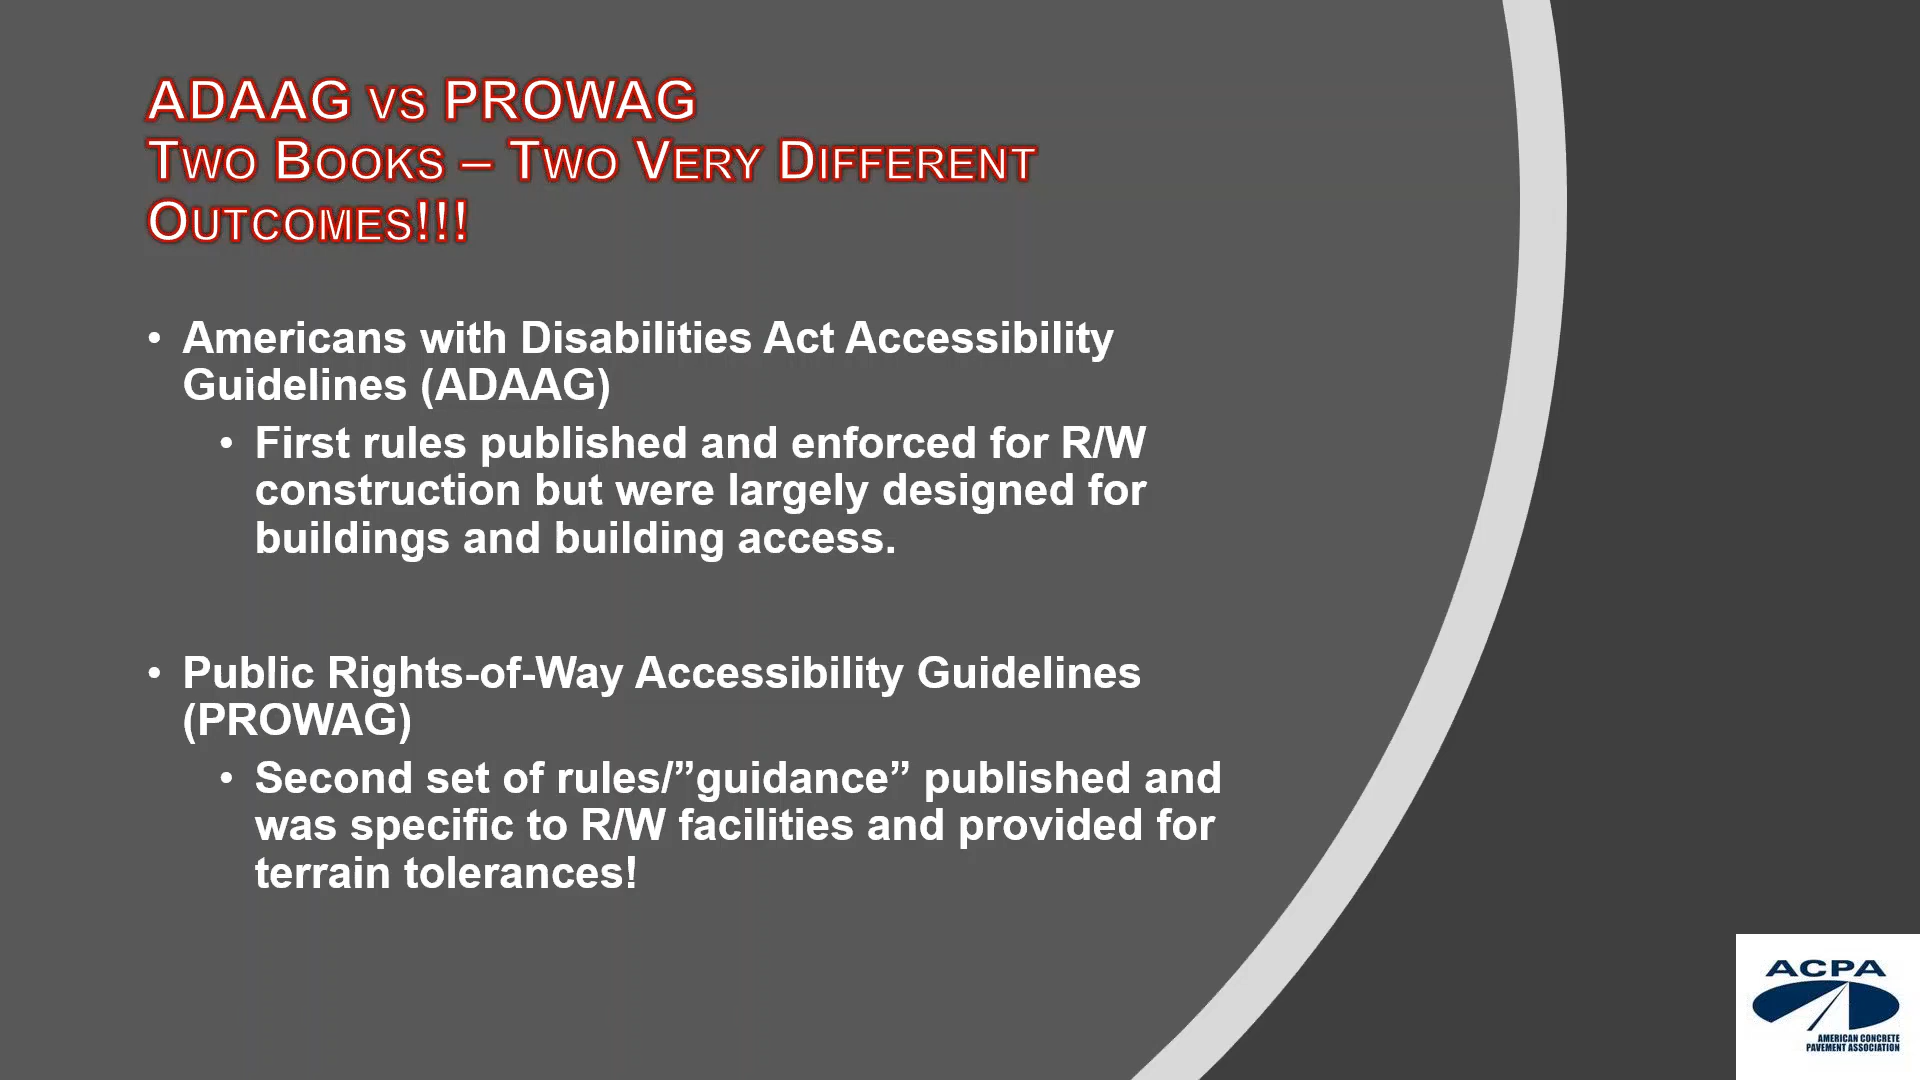 ADAAG VS PROWAG
TWO BOOKS – TWO VERY DIFFERENT
OUTCOMES!!!
• Americans with Disabilities Act Accessibility
Guidelines (ADAAG)
• First rules published and enforced for R/W
construction but were largely designed for
buildings and building access.
• Public Rights-of-Way Accessibility Guidelines
(PROWAG)
• Second set of rules/”guidance” published and
was specific to R/W facilities and provided for
terrain tolerances!
ACPA
AMERICAN CONCRETE
PAVEMENT ASSOCIATION